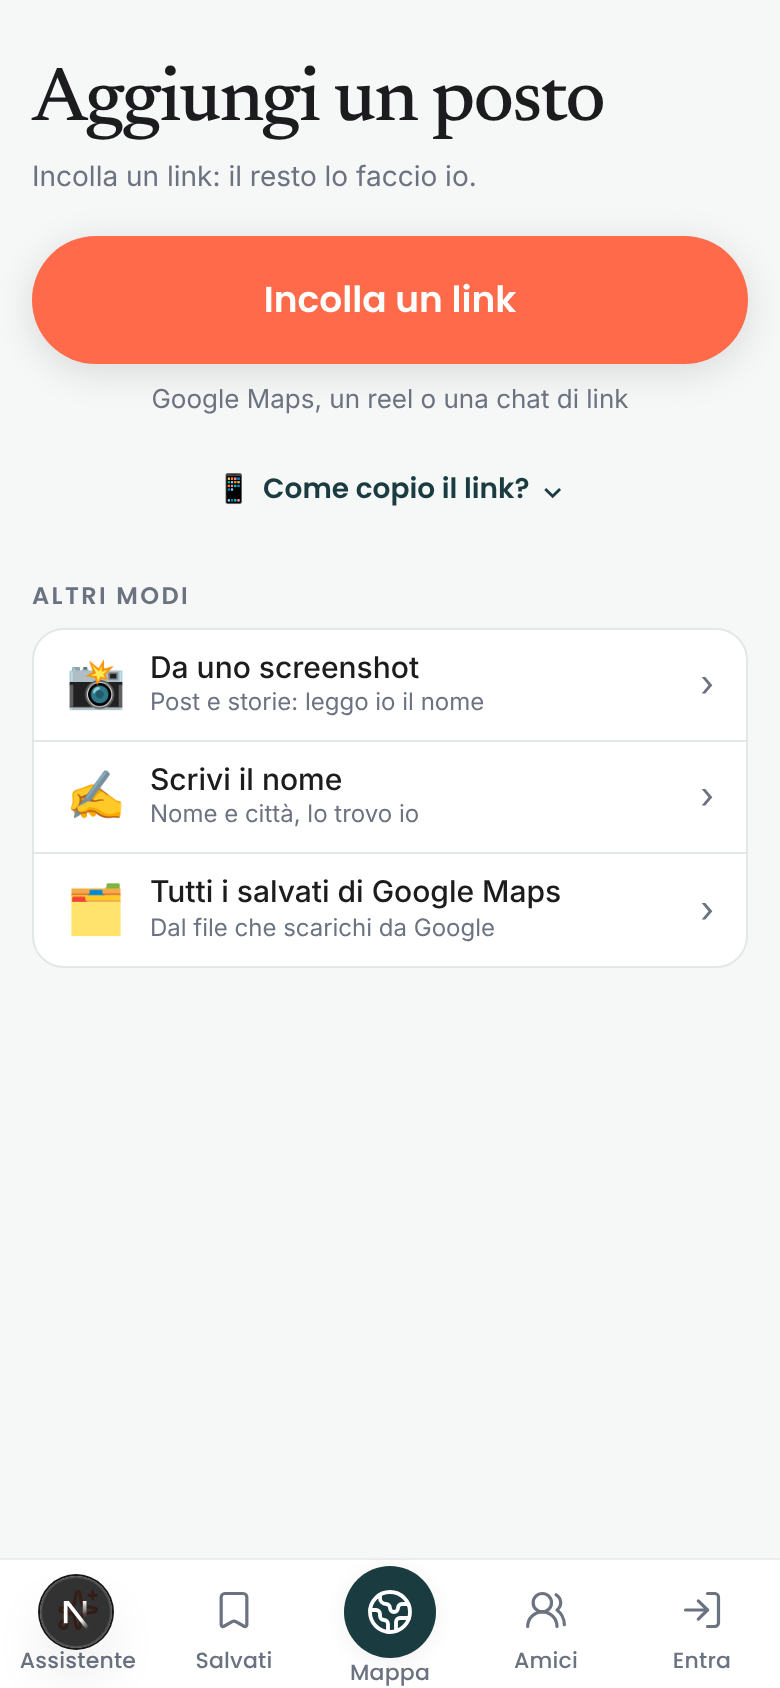 Aggiungi un posto
Incolla un link: il resto lo faccio io.
Incolla un link
Google Maps, un reel o una chat di link
Come copio il link?
ALTRI MODI
Da uno screenshot
Post e storie: leggo io il nome
Scrivi il nome
Nome e città, lo trovo io
Tutti i salvati di Google Maps
Dal file che scarichi da Google
N
Assistente
Salvati
Mappa
Amici
Entra